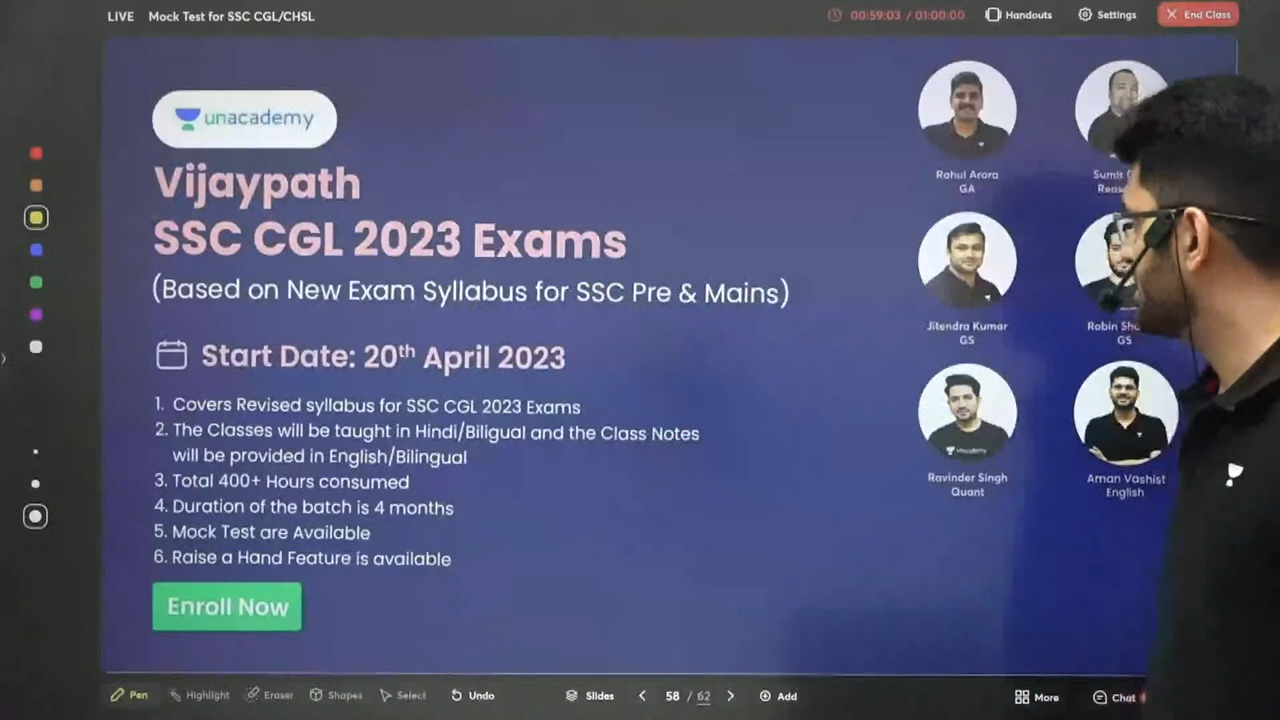 LIVE Mock Test for SSC CGL/CHSL
00:59:03 / 01:00:00
Handouts
Settings
End Class
unacademy
Vijaypath
SSC CGL 2023 Exams
(Based on New Exam Syllabus for SSC Pre & Mains)
Start Date: 20th April 2023
1. Covers Revised syllabus for SSC CGL 2023 Exams
2. The Classes will be taught in Hindi/Biligual and the Class Notes
will be provided in English/Bilingual
3. Total 400+ Hours consumed
4. Duration of the batch is 4 months
5. Mock Test are Available
6. Raise a Hand Feature is available
Enroll Now
Rahul Arora
GA
Sumit
Jitendra Kumar
GS
Robin
GS
Ravinder Singh
Quant
unacademy
Aman Vashist
English
Pen
Highlight
Eraser
Shapes
Select
Undo
Slides
58 / 62
Add
More
Chat